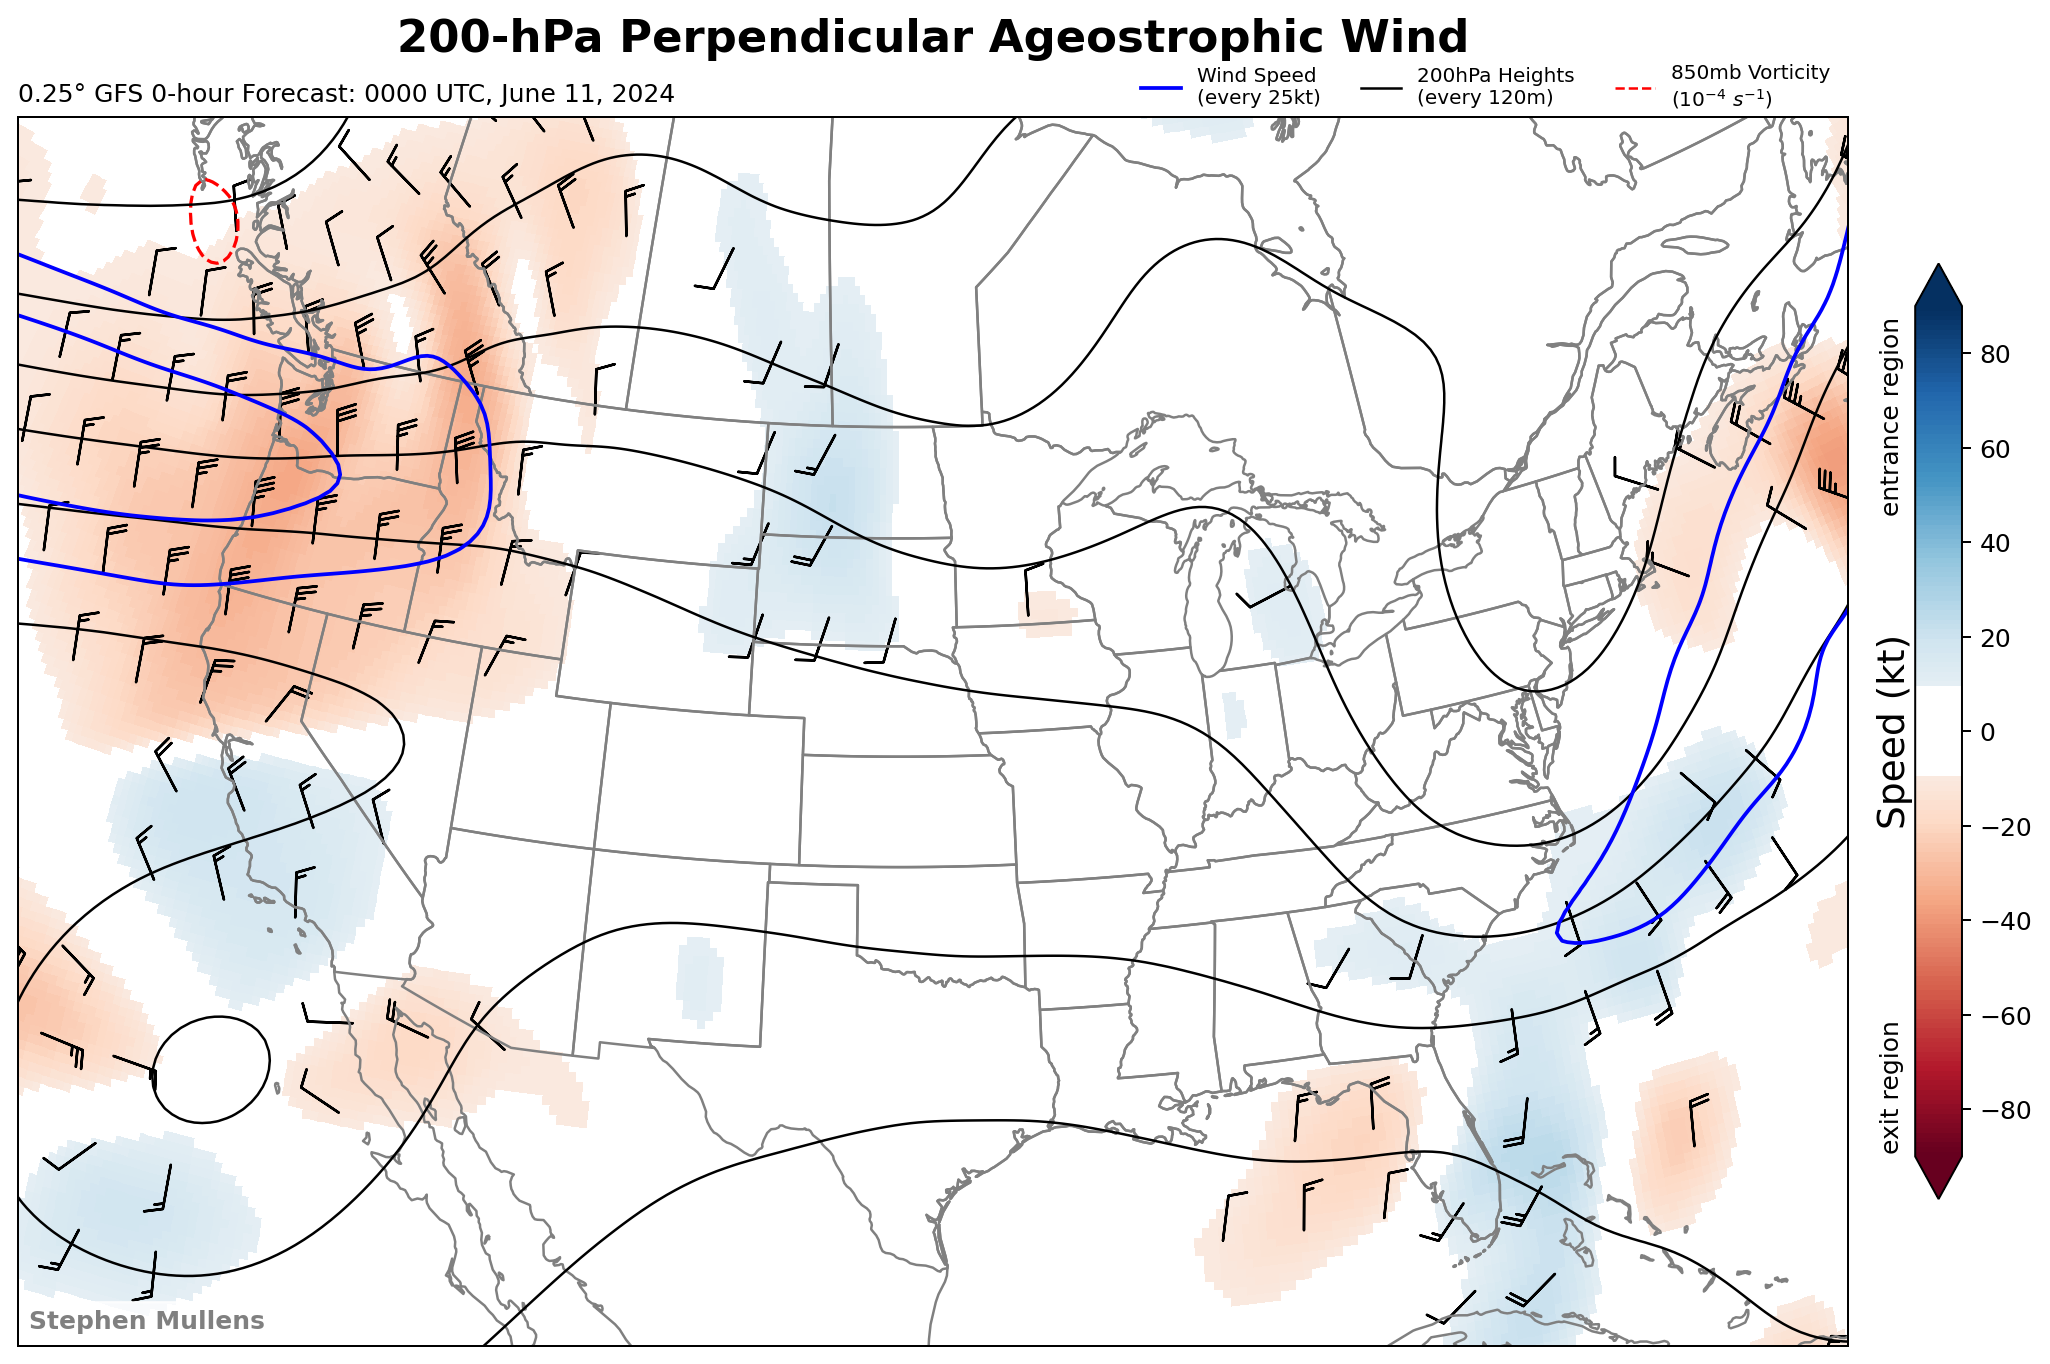 200-hPa Perpendicular Ageostrophic Wind
0.25° GFS 0-hour Forecast: 0000 UTC, June 11, 2024
Wind Speed
(every 25kt)
200hPa Heights
(every 120m)
850mb Vorticity
(10⁻⁴ s⁻¹)
entrance region
Speed (kt)
exit region
80
60
40
20
0
−20
−40
−60
−80
Stephen Mullens